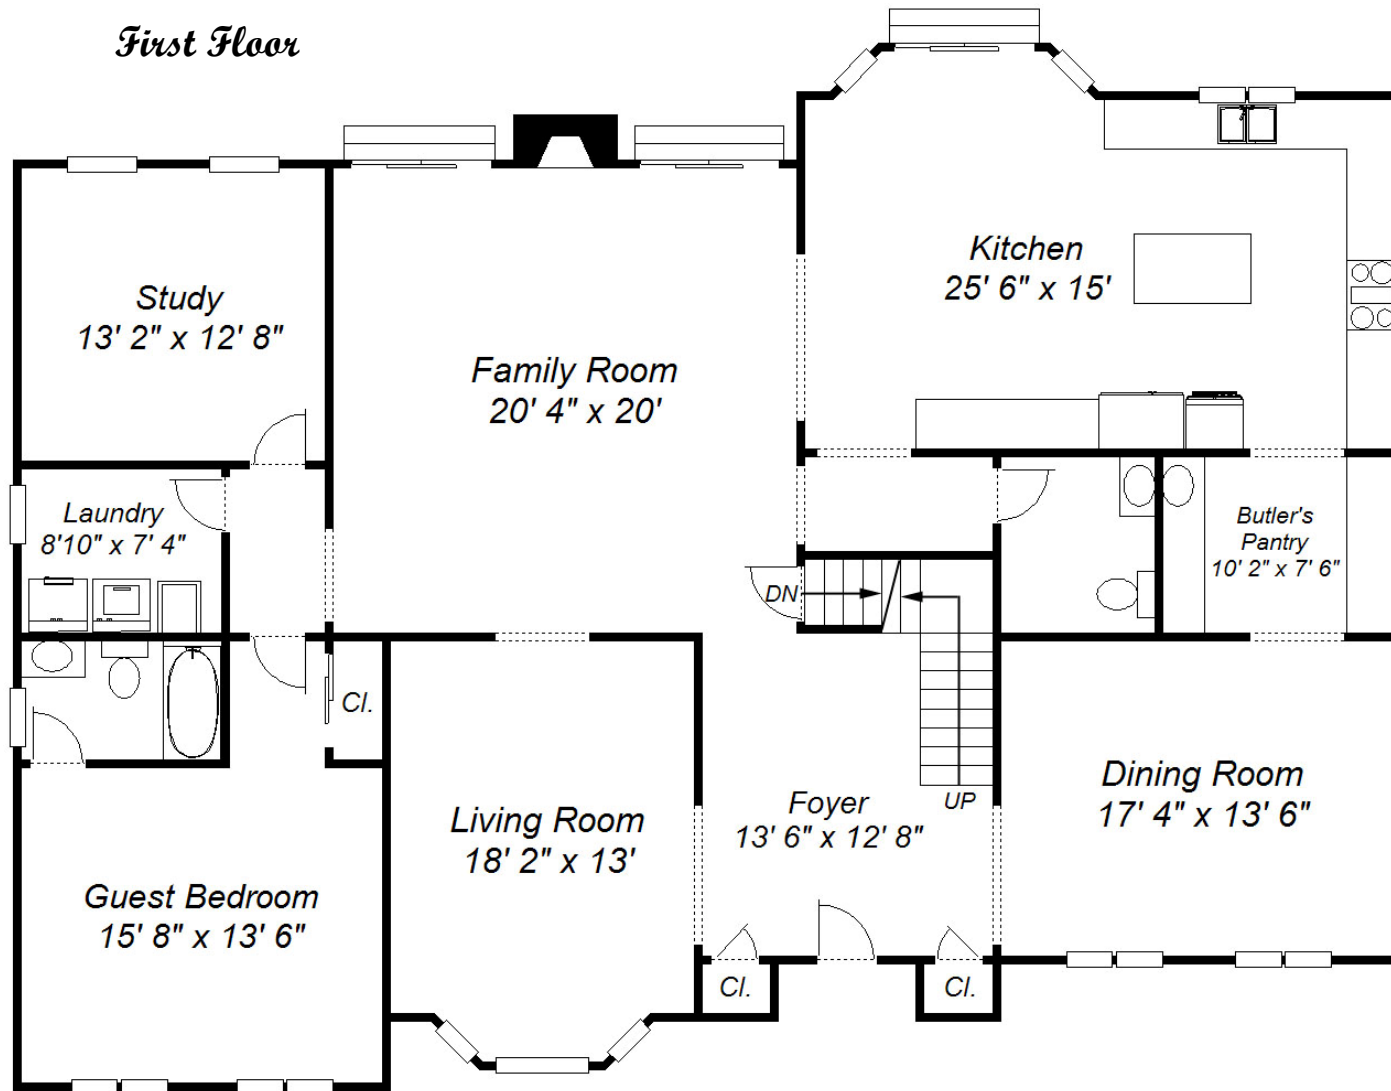 First Floor
Kitchen
25' 6" x 15'
Study
13' 2" x 12' 8"
Family Room
20' 4" x 20'
Laundry
8'10" x 7' 4"
Butler's
Pantry
10' 2" x 7' 6"
DN
Cl.
UP
Dining Room
17' 4" x 13' 6"
Foyer
13' 6" x 12' 8"
Living Room
18' 2" x 13'
Guest Bedroom
15' 8" x 13' 6"
Cl.
Cl.